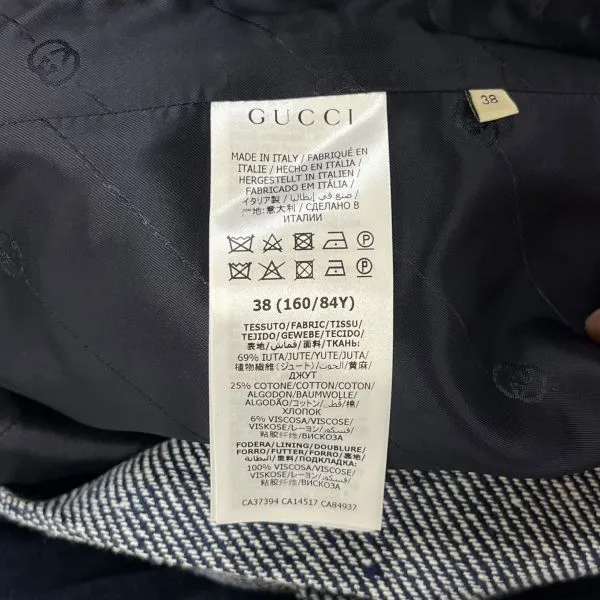 GUCCI
38
MADE IN ITALY / FABRIQUÉ EN
ITALIE / HECHO EN ITALIA /
HERGESTELLT IN ITALIEN /
FABRICADO EM ITÁLIA /
イタリア製 / صنع في إيطاليا /
产地:意大利 / СДЕЛАНО В
ИТАЛИИ
P
P
38 (160/84Y)
TESSUTO/FABRIC/TISSU/
TEJIDO/GEWEBE/TECIDO/
表地/قماش/面料/ТКАНЬ:
69% IUTA/JUTE/YUTE/JUTA/
植物繊維(ジュート)/الجوت/黄麻/
ДЖУТ
25% COTONE/COTTON/COTON/
ALGODON/BAUMWOLLE/
ALGODÃO/コットン/قطن/棉/
ХЛОПОК
6% VISCOSA/VISCOSE/
VISKOSE/レーヨン/فسكوز/
粘胶纤维/ВИСКОЗА
FODERA/LINING/DOUBLURE/
FORRO/FUTTER/FORRO/裏地/
البطانة/里料/ПОДКЛАДКА:
100% VISCOSA/VISCOSE/
VISKOSE/レーヨン/فسكوز/
粘胶纤维/ВИСКОЗА
CA37394 CA14517 CA84937